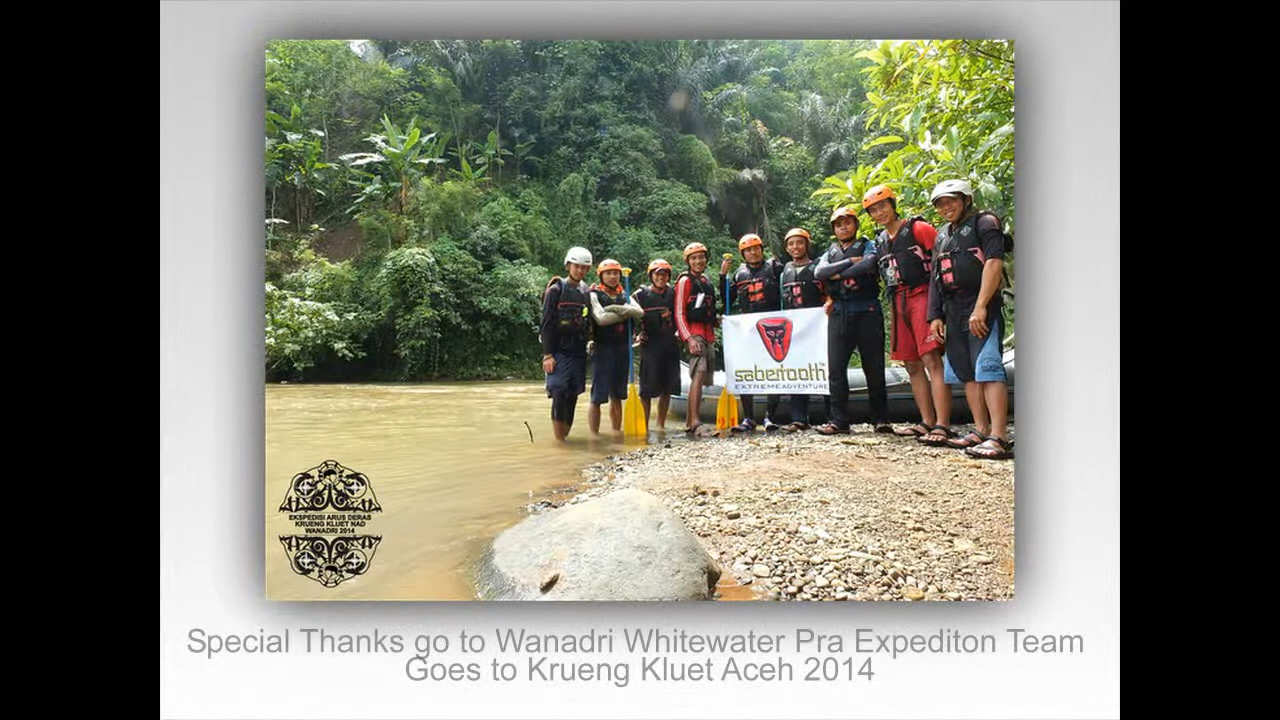 sabertooth™
EXTREME ADVENTURE
EKSPEDISI ARUS DERAS
KRUENG KLUET NAD
WANADRI 2014
Special Thanks go to Wanadri Whitewater Pra Expediton Team
Goes to Krueng Kluet Aceh 2014